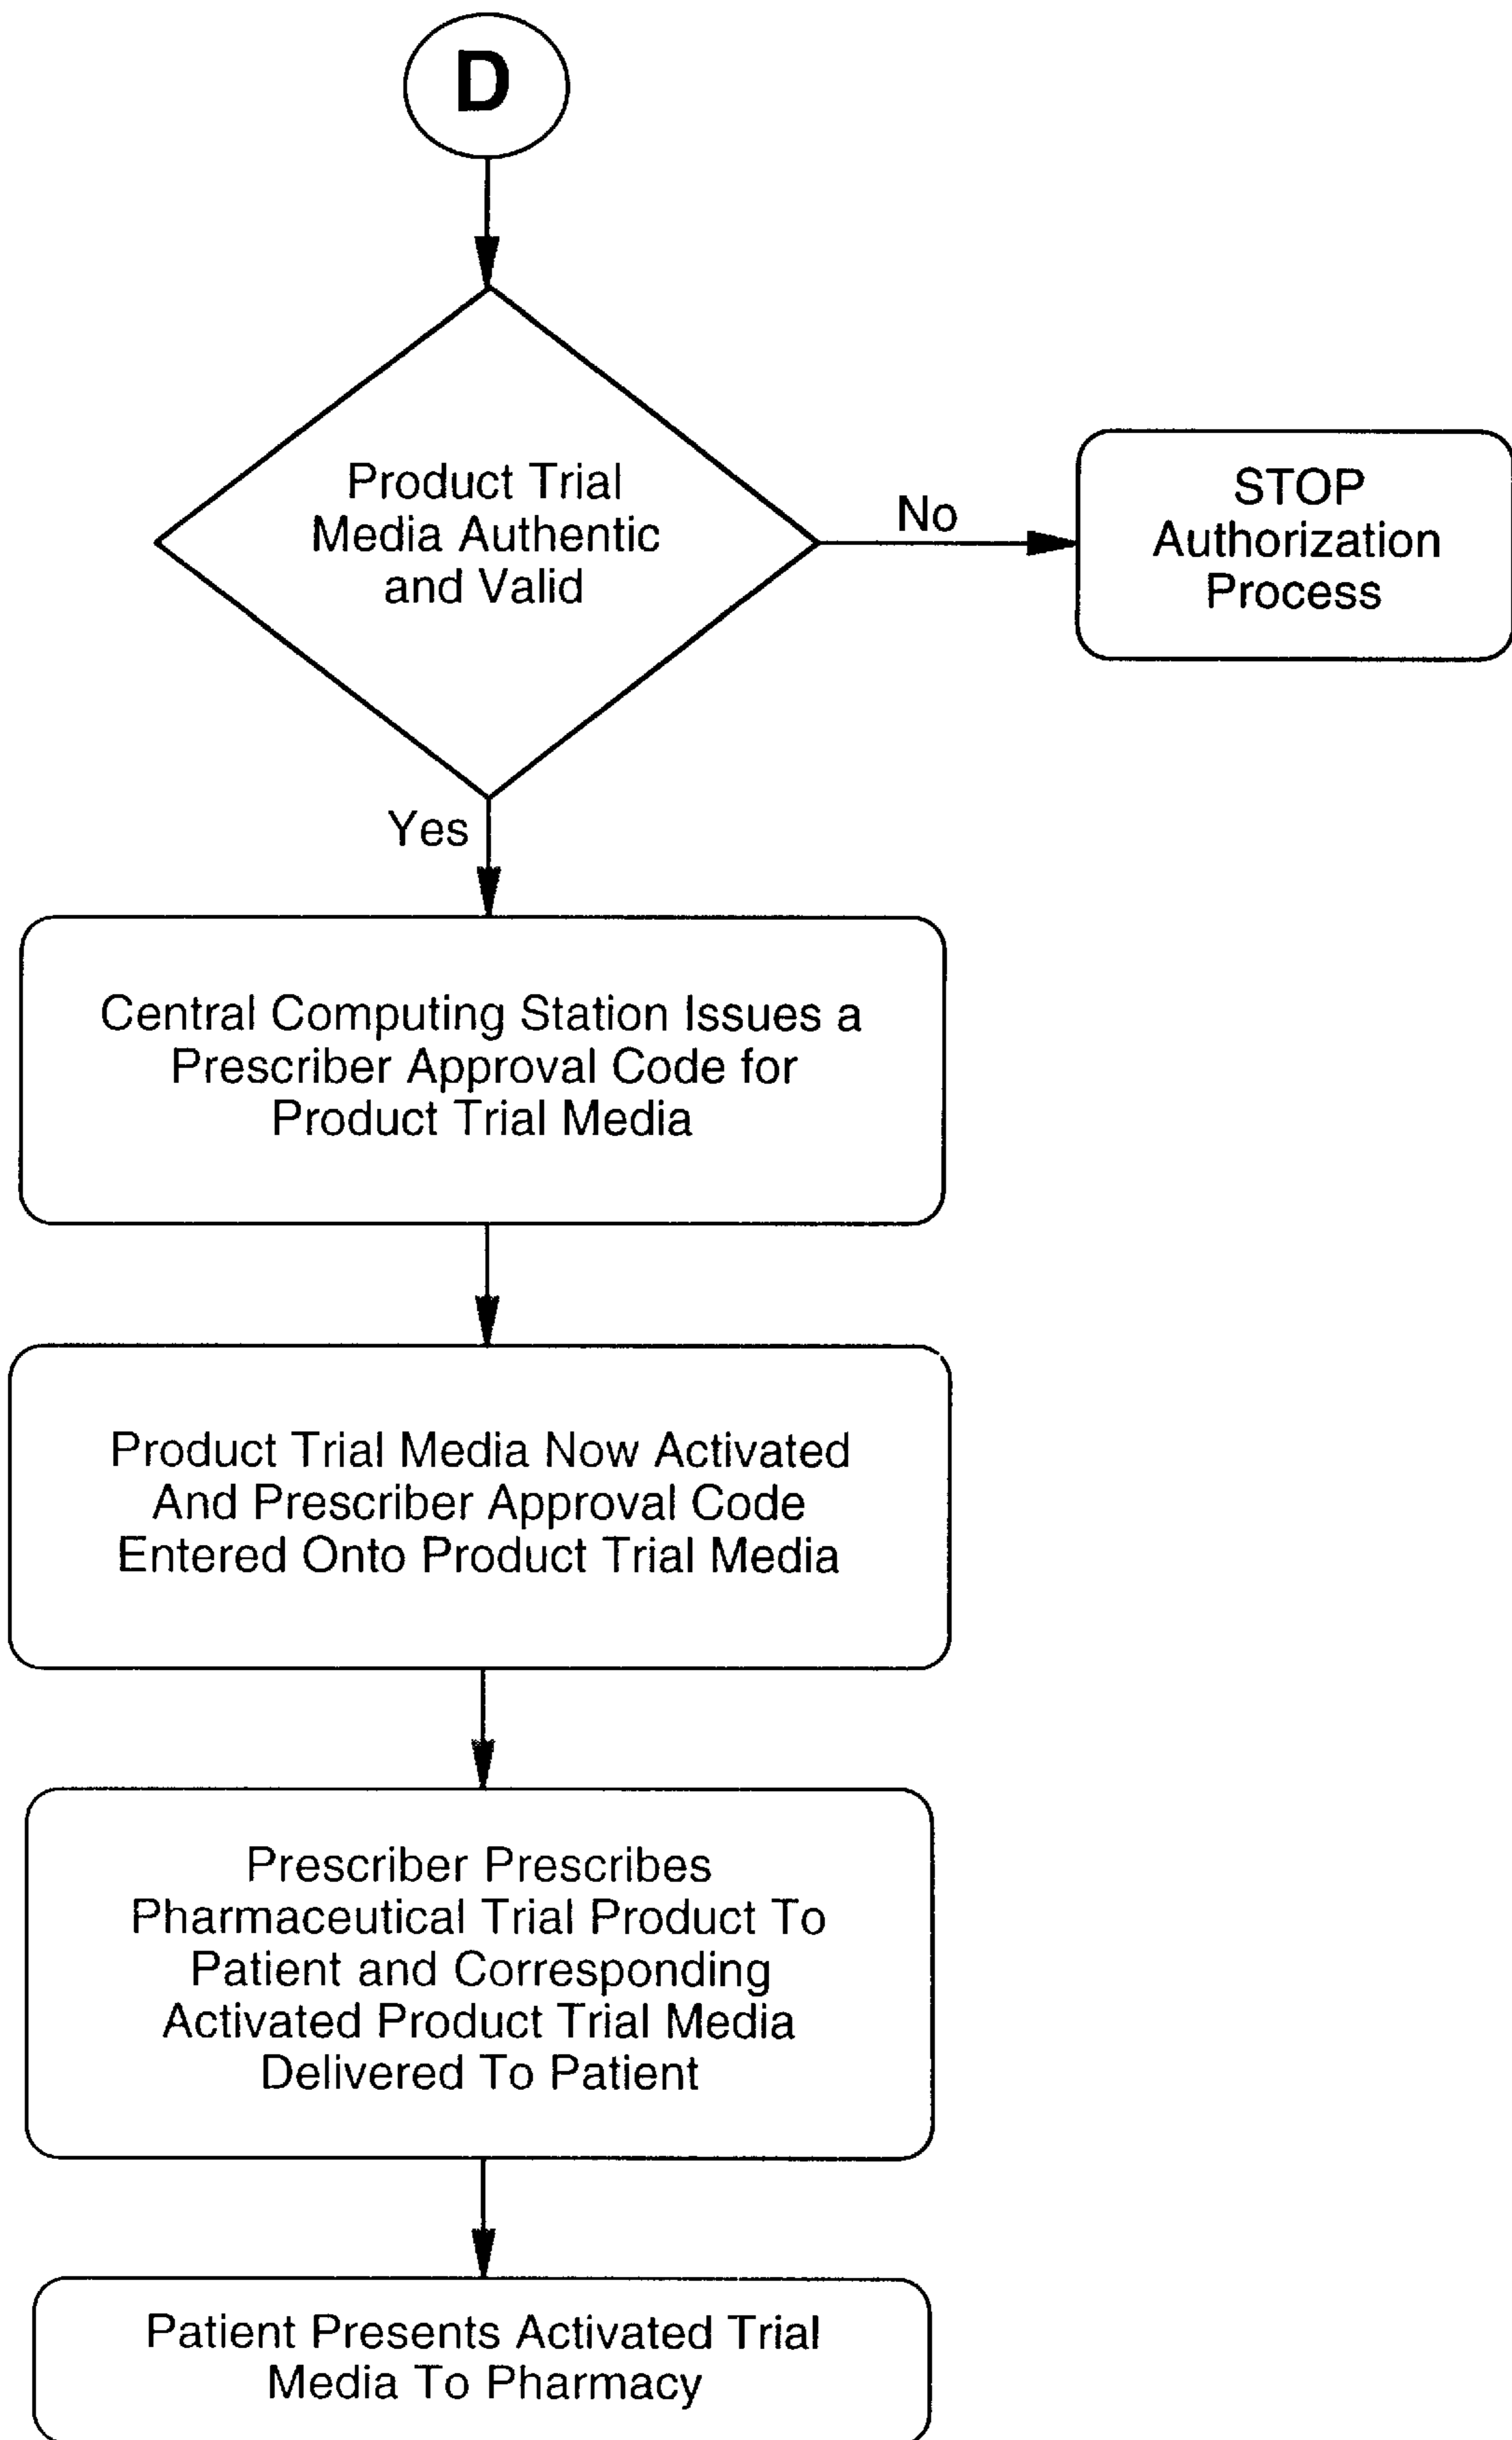 D
Product Trial
Media Authentic
and Valid
No
STOP
Authorization
Process
Yes
Central Computing Station Issues a
Prescriber Approval Code for
Product Trial Media
Product Trial Media Now Activated
And Prescriber Approval Code
Entered Onto Product Trial Media
Prescriber Prescribes
Pharmaceutical Trial Product To
Patient and Corresponding
Activated Product Trial Media
Delivered To Patient
Patient Presents Activated Trial
Media To Pharmacy